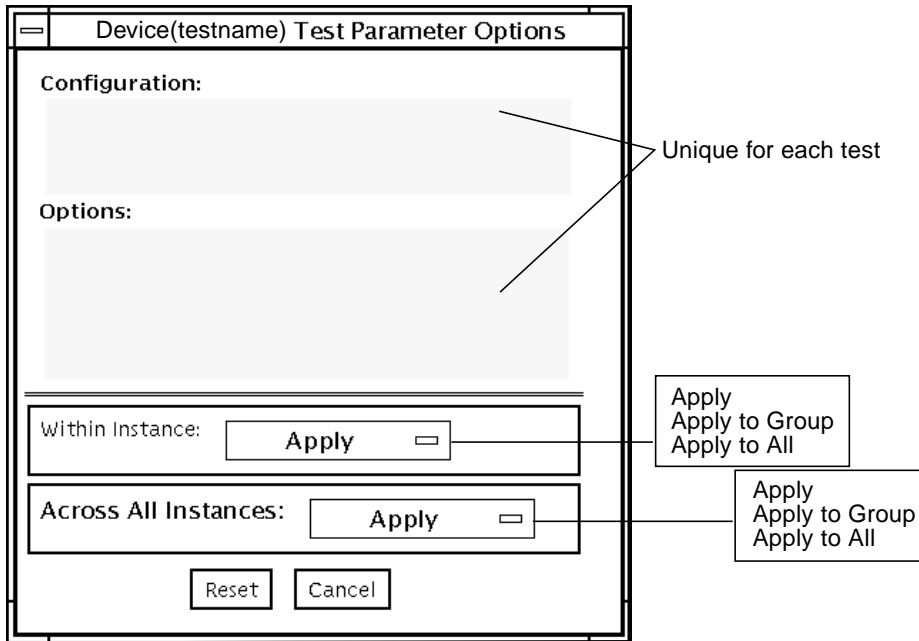 Device(testname) Test Parameter Options
Configuration:
Unique for each test
Options:
Within Instance:
Apply
Apply
Apply to Group
Apply to All
Across All Instances:
Apply
Apply
Apply to Group
Apply to All
Reset
Cancel